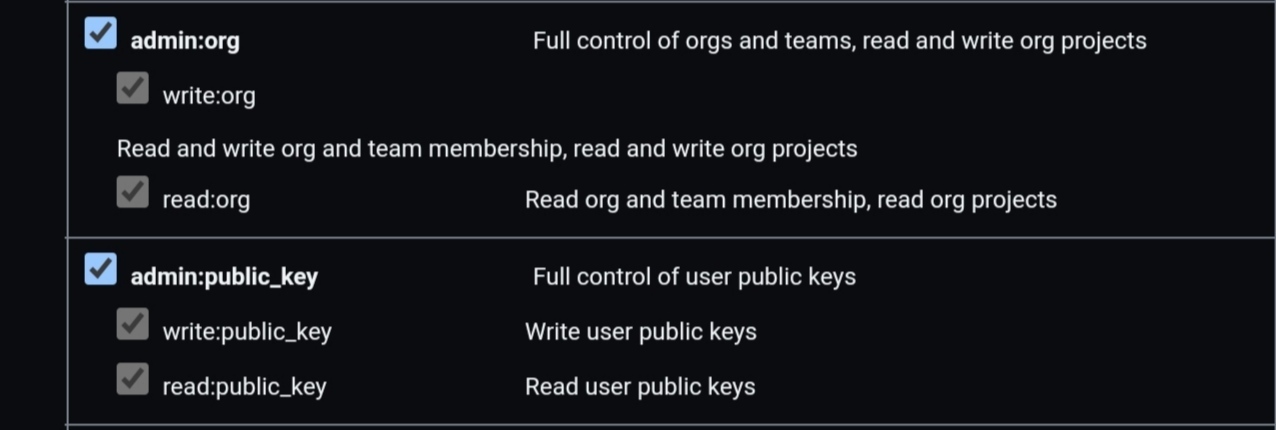 admin:org Full control of orgs and teams, read and write org projects
write:org
Read and write org and team membership, read and write org projects
read:org Read org and team membership, read org projects
admin:public_key Full control of user public keys
write:public_key Write user public keys
read:public_key Read user public keys